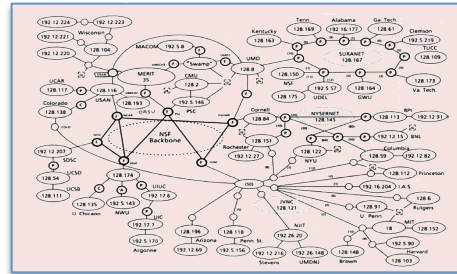 192.12.224
192.12.223
Wisconsin
192.12.221
128.104
192.12.220
MACOM
192.5.8
"Swamp"
UMD
128.8
UCAR
128.117
128.116
USAN
MERIT
35
128.193
CMU
128.2
192.5.146
PSC
Colorado
128.138
NSF
Backbone
192.12.207
SDSC
128.54
UCSD
128.111
UCSB
128.174
UIUC
192.17.6
128.135
U. Chicago
192.5.143
NWU
UIC
192.17.7
192.5.170
Argonne
Tenn.
128.169
Kentucky
128.163
Alabama
192.16.177
Ga. Tech
128.61
Clemson
192.5.219
TUCC
128.109
SURANET
128.167
128.150
NSF
128.175
192.5.57
UDEL
128.164
GWU
128.173
Va. Tech.
Cornell
128.84
NYSERNET
128.145
RPI
128.113
192.12.15
BNL
128.151
Rochester
192.12.27
128.122
NYU
Columbia
128.59
192.12.82
128.112
Princeton
192.16.204
I.A.S.
128.6
Rutgers
128.91
U. Penn.
MIT
18
128.152
192.5.90
Harvard
128.103
128.148
Brown
JVNC
128.121
NJIT
192.26.20
192.12.216
Stevens
192.26.148
UMDNJ
128.196
Arizona
192.12.69
128.118
Penn. St.
192.5.156